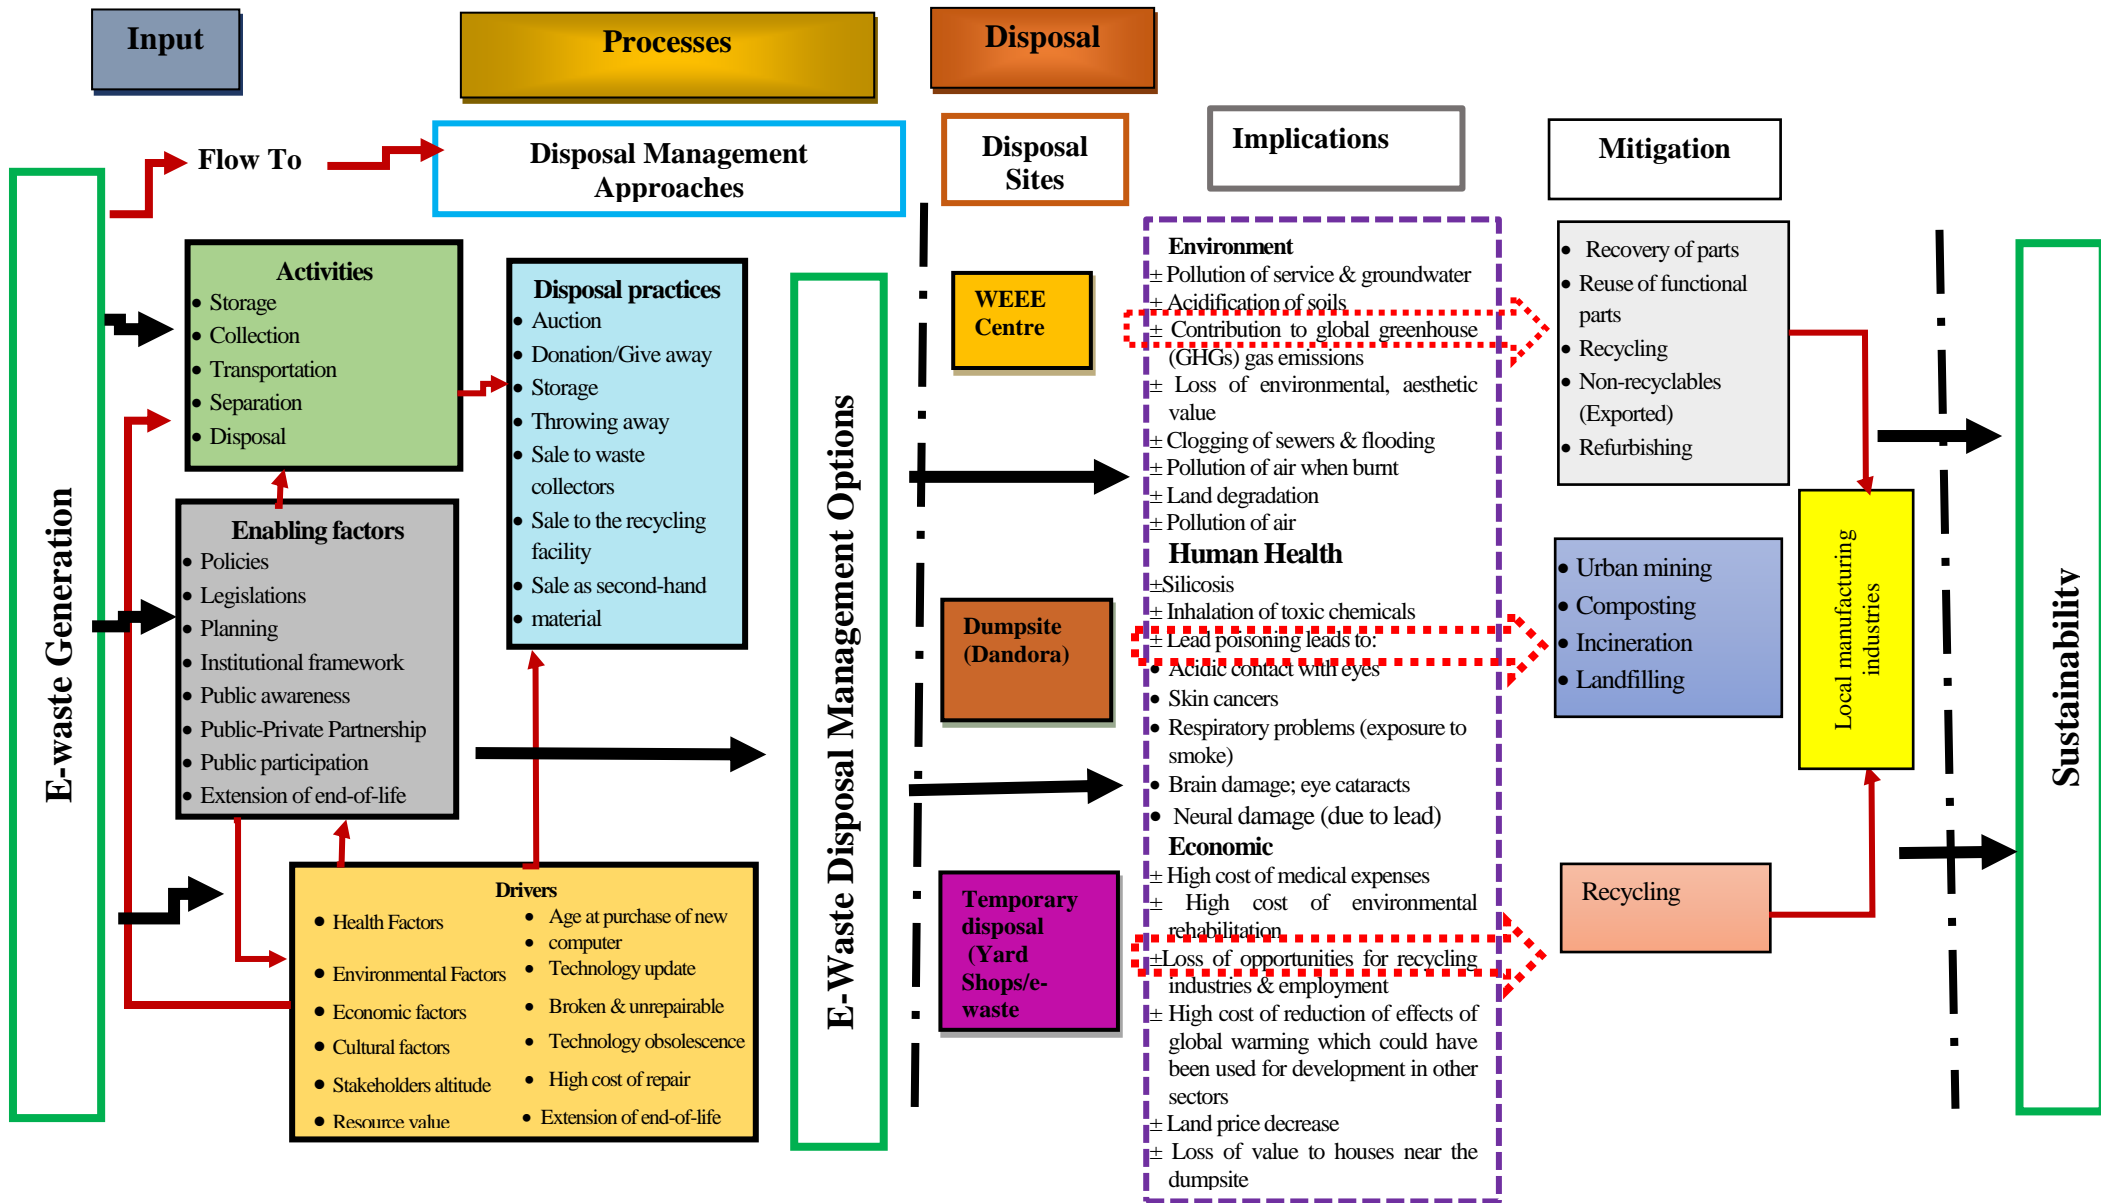 Input
Processes
Disposal
Flow To
Disposal Management
Approaches
Disposal
Sites
Implications
Mitigation
E-waste Generation
Activities
• Storage
• Collection
• Transportation
• Separation
• Disposal
Enabling factors
• Policies
• Legislations
• Planning
• Institutional framework
• Public awareness
• Public-Private Partnership
• Public participation
• Extension of end-of-life
Drivers
• Health Factors
• Environmental Factors
• Economic factors
• Cultural factors
• Stakeholders altitude
• Resource value
• Age at purchase of new
• computer
• Technology update
• Broken & unrepairable
• Technology obsolescence
• High cost of repair
• Extension of end-of-life
Disposal practices
• Auction
• Donation/Give away
• Storage
• Throwing away
• Sale to waste
collectors
• Sale to the recycling
facility
• Sale as second-hand
• material
E-Waste Disposal Management Options
WEEE
Centre
Dumpsite
(Dandora)
Temporary
disposal
(Yard
Shops/e-
waste
Environment
± Pollution of service & groundwater
± Acidification of soils
± Contribution to global greenhouse
(GHGs) gas emissions
± Loss of environmental, aesthetic
value
± Clogging of sewers & flooding
± Pollution of air when burnt
± Land degradation
± Pollution of air
Human Health
±Silicosis
± Inhalation of toxic chemicals
± Lead poisoning leads to:
• Acidic contact with eyes
• Skin cancers
• Respiratory problems (exposure to
smoke)
• Brain damage; eye cataracts
• Neural damage (due to lead)
Economic
± High cost of medical expenses
± High cost of environmental
rehabilitation
±Loss of opportunities for recycling
industries & employment
± High cost of reduction of effects of
global warming which could have
been used for development in other
sectors
± Land price decrease
± Loss of value to houses near the
dumpsite
• Recovery of parts
• Reuse of functional
parts
• Recycling
• Non-recyclables
(Exported)
• Refurbishing
• Urban mining
• Composting
• Incineration
• Landfilling
Recycling
Local manufacturing
industries
Sustainability